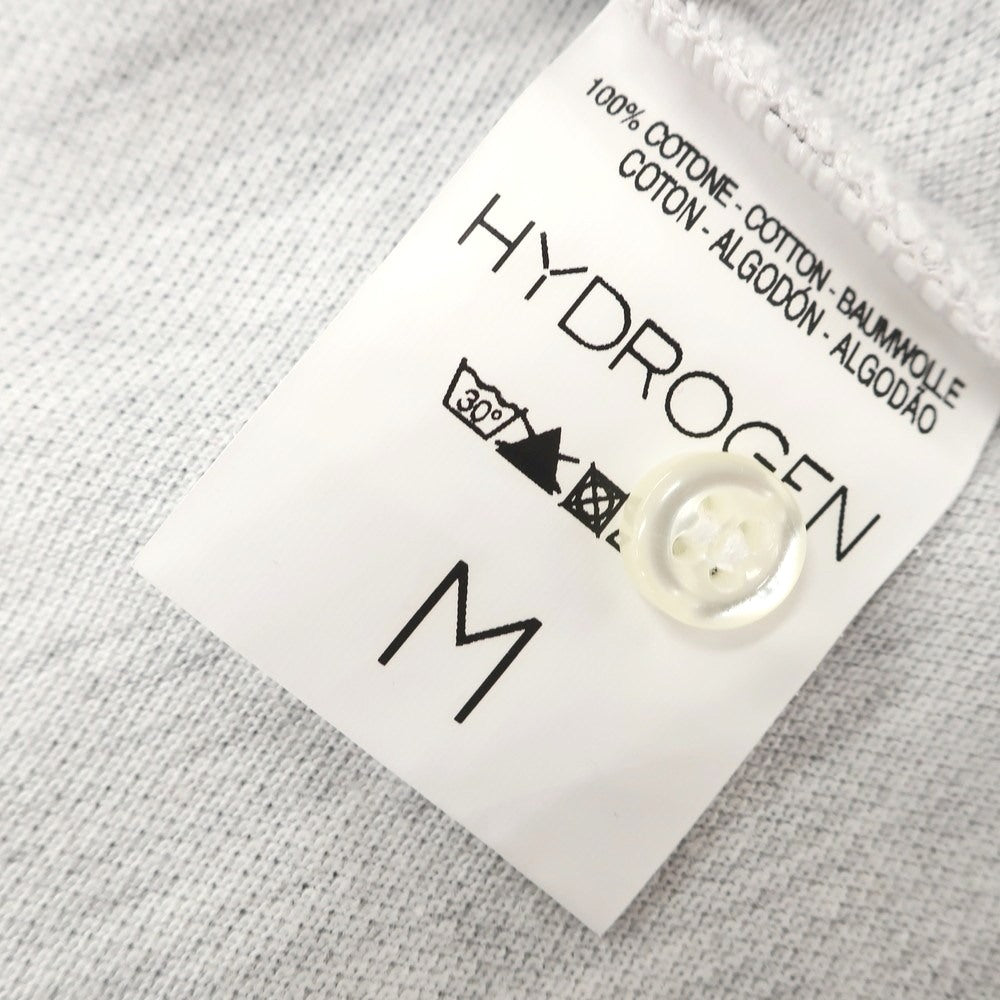 100% COTONE - COTTON - BAUMWOLLE
COTON - ALGODÓN - ALGODÃO
HYDROGEN
30°
M